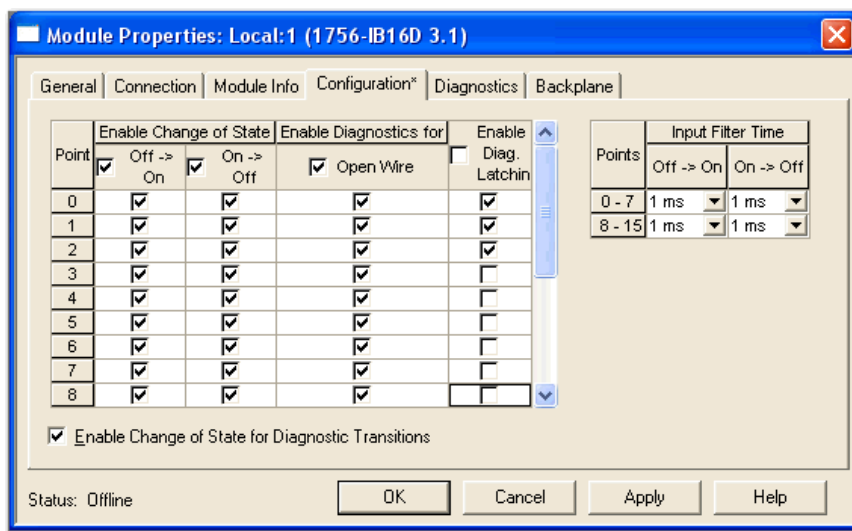 Module Properties: Local:1 (1756-IB16D 3.1)
General Connection Module Info Configuration* Diagnostics Backplane
Point Enable Change of State Enable Diagnostics for Enable Diag. Latchin
Off -> On On -> Off Open Wire
0
1
2
3
4
5
6
7
8
Points Input Filter Time
Off -> On On -> Off
0 - 7 1 ms 1 ms
8 - 15 1 ms 1 ms
Enable Change of State for Diagnostic Transitions
Status: Offline OK Cancel Apply Help